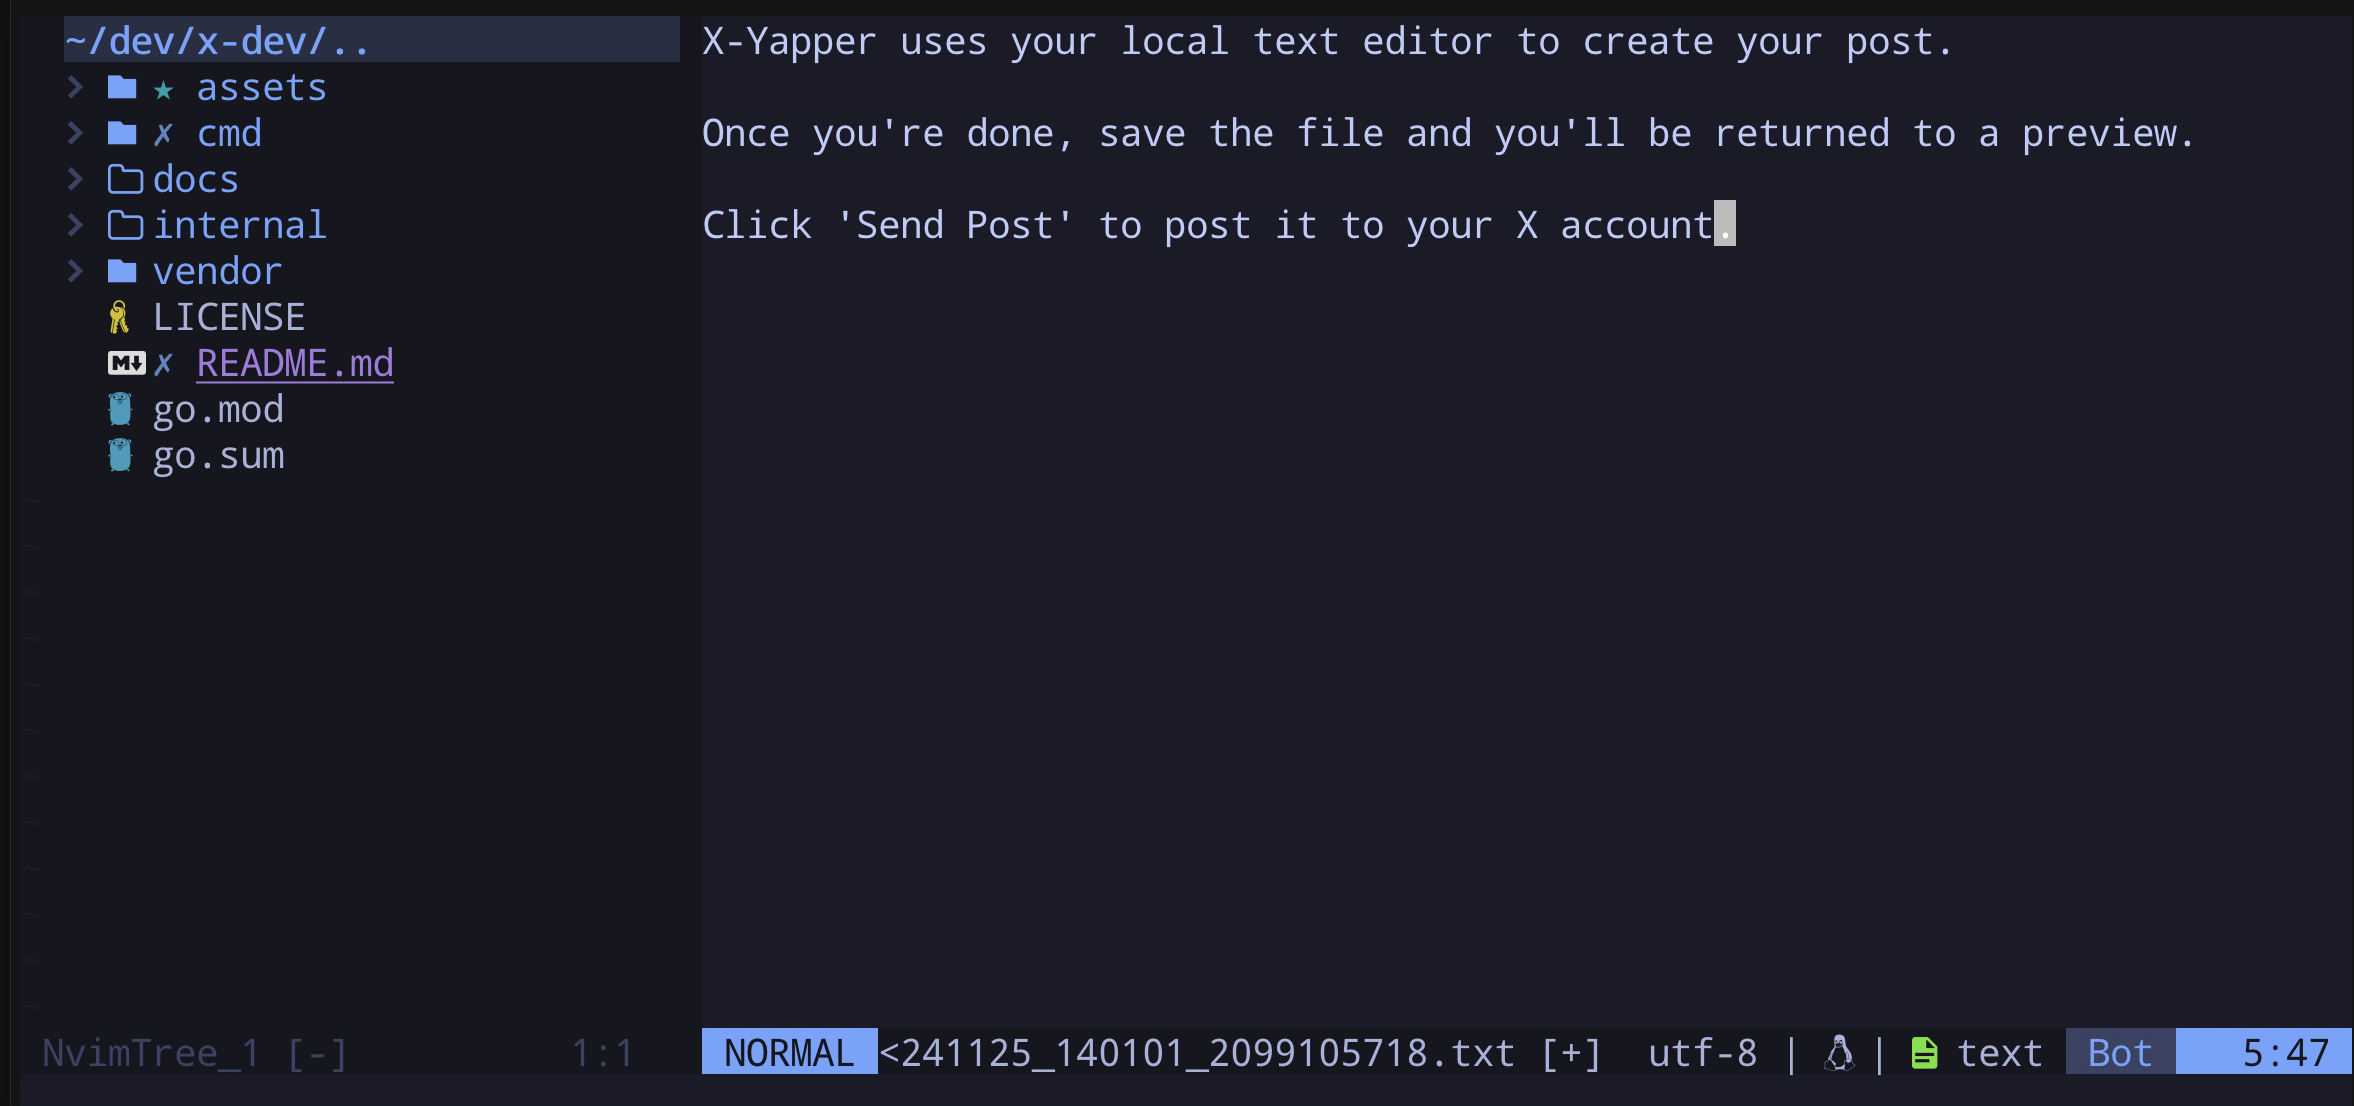 ~/dev/x-dev/..
assets
cmd
docs
internal
vendor
LICENSE
README.md
go.mod
go.sum
NvimTree_1 [-] 1:1
X-Yapper uses your local text editor to create your post.
Once you're done, save the file and you'll be returned to a preview.
Click 'Send Post' to post it to your X account.
NORMAL <241125_140101_2099105718.txt [+] utf-8 | | text Bot 5:47